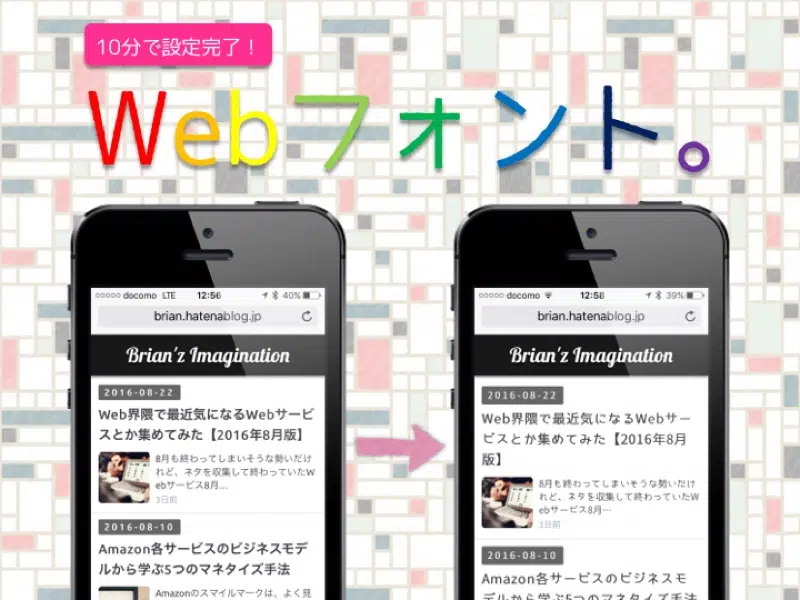 10分で設定完了！
Webフォント。
docomo LTE 12:56 40%
brian.hatenablog.jp
Brian'z Imagination
2016-08-22
Web界隈で最近気になるWebサービ
スとか集めてみた【2016年8月版】
8月も終わってしまいそうな勢いだけ
れど、ネタを収集して終わっていたW
ebサービス8月...
3日前
2016-08-10
Amazon各サービスのビジネスモデ
ルから学ぶ5つのマネタイズ手法
Amazonのスマイルマークは、よく見
docomo 12:58 39%
brian.hatenablog.jp
Brian'z Imagination
2016-08-22
Web界隈で最近気になるWebサー
ビスとか集めてみた【2016年8月
版】
8月も終わってしまいそうな勢いだけ
れど、ネタを収集して終わっていたW
ebサービス8月…
3日前
2016-08-10
Amazon各サービスのビジネスモ
デルから学ぶ5つのマネタイズ手法